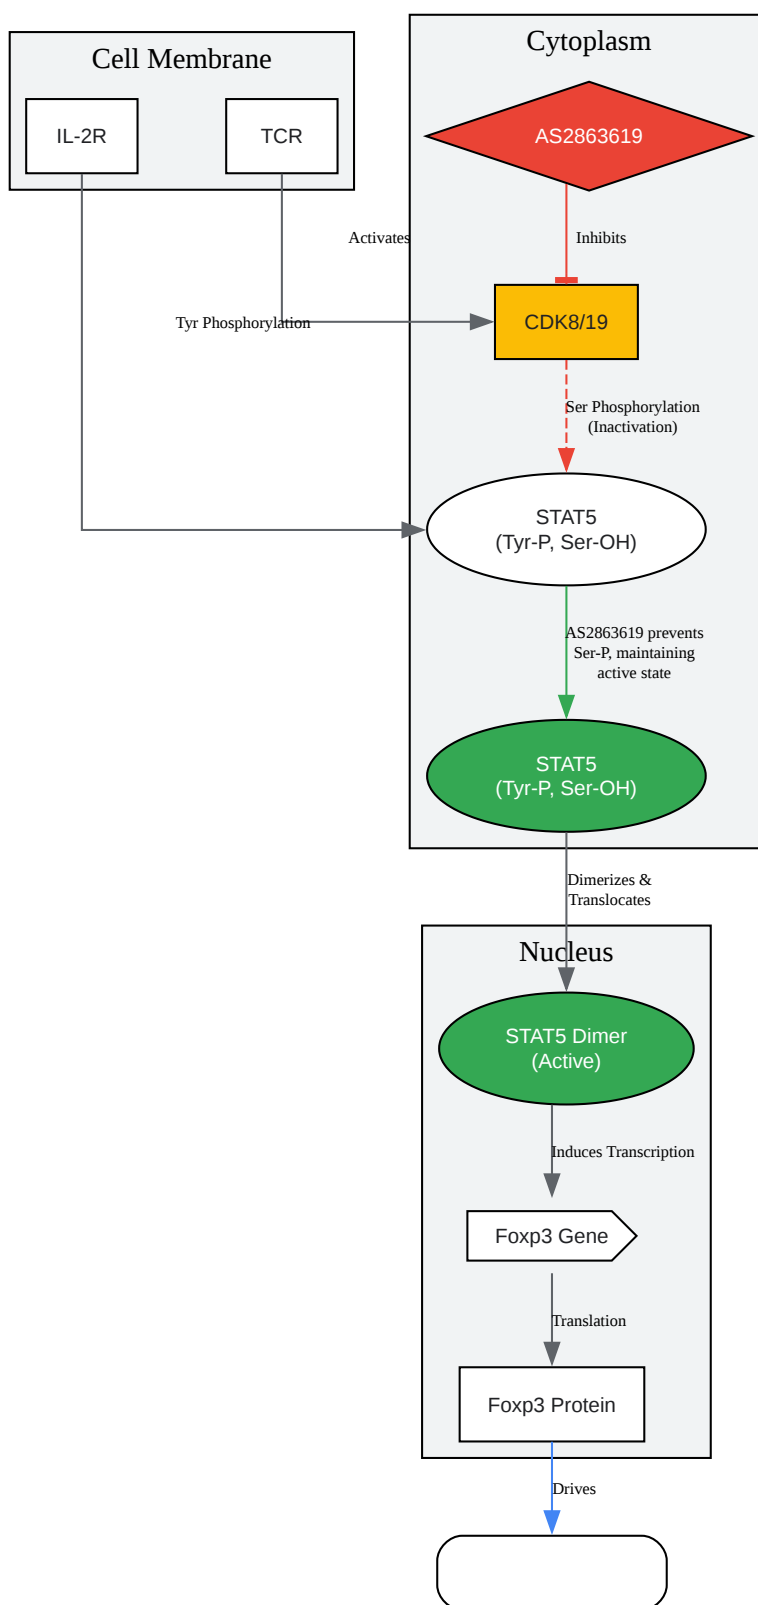 Cell Membrane
Cytoplasm
IL-2R
TCR
AS2863619
Activates
Inhibits
Tyr Phosphorylation
CDK8/19
Ser Phosphorylation
(Inactivation)
STAT5
(Tyr-P, Ser-OH)
AS2863619 prevents
Ser-P, maintaining
active state
STAT5
(Tyr-P, Ser-OH)
Dimerizes &
Translocates
Nucleus
STAT5 Dimer
(Active)
Induces Transcription
Foxp3 Gene
Translation
Foxp3 Protein
Drives